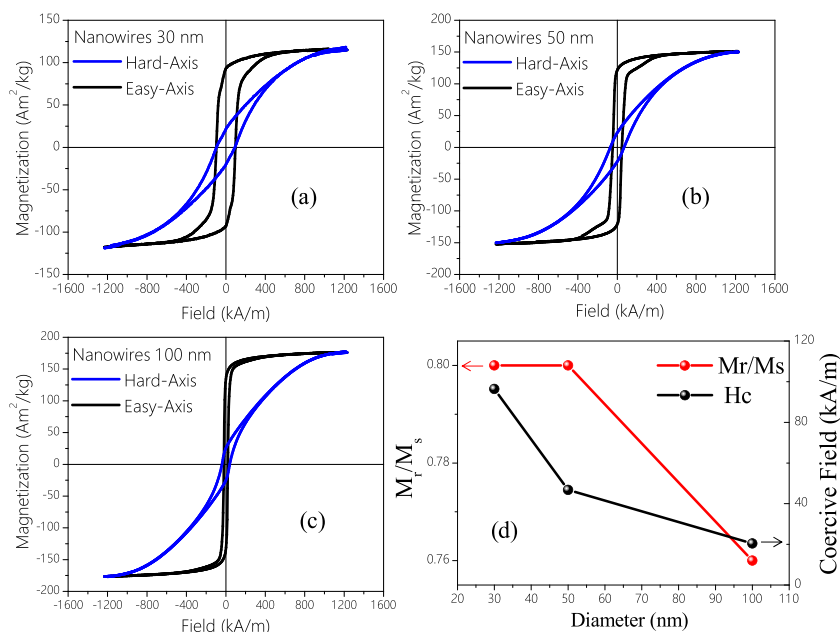 150
100
50
0
-50
-100
-150
Magnetization (Am²/kg)
Nanowires 30 nm
Hard-Axis
Easy-Axis
(a)
-1600 -1200 -800 -400 0 400 800 1200 1600
Field (kA/m)
200
150
100
50
0
-50
-100
-150
-200
Magnetization (Am²/kg)
Nanowires 50 nm
Hard-Axis
Easy-Axis
(b)
-1600 -1200 -800 -400 0 400 800 1200 1600
Field (kA/m)
200
150
100
50
0
-50
-100
-150
-200
Magnetization (Am²/kg)
Nanowires 100 nm
Hard-Axis
Easy-Axis
(c)
-1600 -1200 -800 -400 0 400 800 1200 1600
Field (kA/m)
0.80
0.78
0.76
Mr/Ms
Mr/Ms
Hc
(d)
120
80
40
0
Coercive Field (kA/m)
20 30 40 50 60 70 80 90 100 110
Diameter (nm)